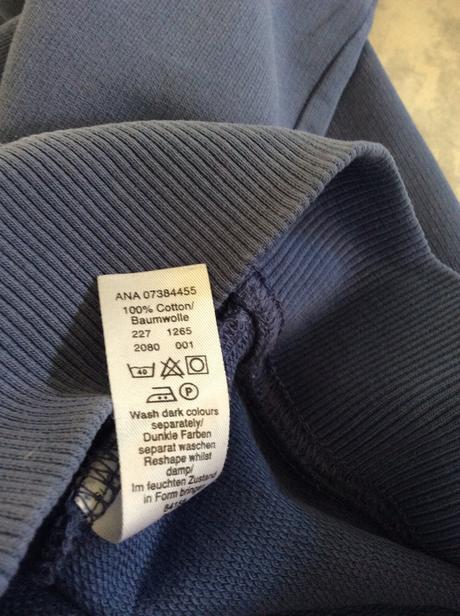 ANA 07384455
100% Cotton/
Baumwolle
227 1265
2080 001
40
P
Wash dark colours
separately/
Dunkle Farben
separat waschen
Reshape whilst
damp/
Im feuchten Zustand
in Form bringen